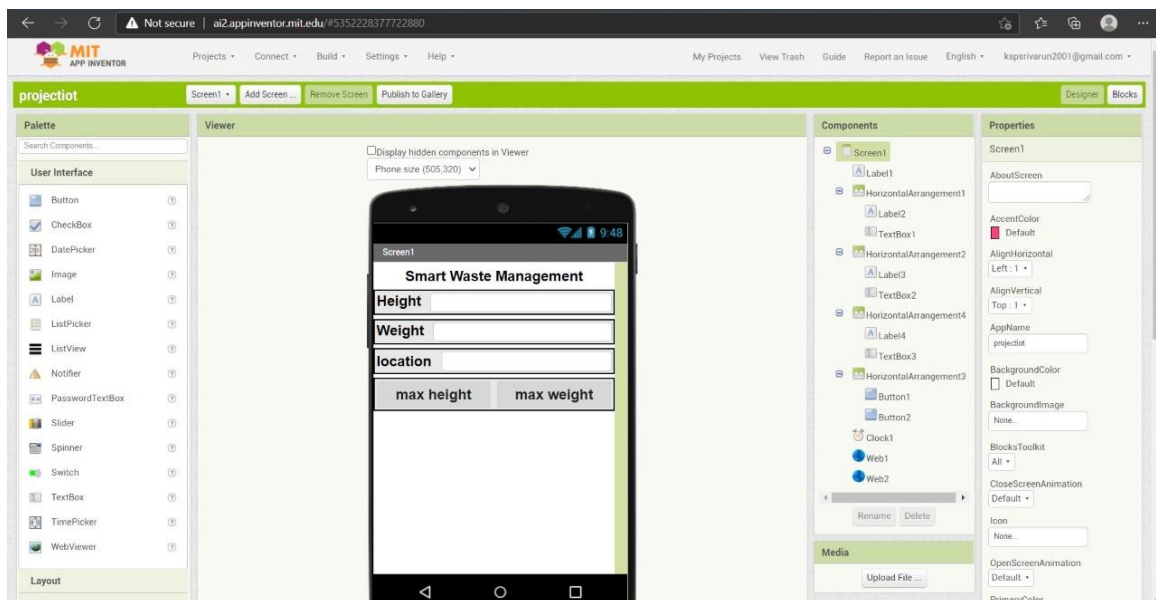 Not secure | ai2.appinventor.mit.edu/#5352228377722880
MIT
APP INVENTOR
Projects Connect Build Settings Help
My Projects View Trash Guide Report an Issue English kspsrivarun2001@gmail.com
projectiot
Screen1 Add Screen ... Remove Screen Publish to Gallery
Designer Blocks
Palette
Search Components...
User Interface
Button
CheckBox
DatePicker
Image
Label
ListPicker
ListView
Notifier
PasswordTextBox
Slider
Spinner
Switch
TextBox
TimePicker
WebViewer
Layout
Viewer
Display hidden components in Viewer
Phone size (505,320)
9:48
Screen1
Smart Waste Management
Height
Weight
location
max height max weight
Components
Screen1
Label1
HorizontalArrangement1
Label2
TextBox1
HorizontalArrangement2
Label3
TextBox2
HorizontalArrangement4
Label4
TextBox3
HorizontalArrangement3
Button1
Button2
Clock1
Web1
Web2
Rename Delete
Media
Upload File ...
Properties
Screen1
AboutScreen
AccentColor
Default
AlignHorizontal
Left : 1
AlignVertical
Top : 1
AppName
projectiot
BackgroundColor
Default
BackgroundImage
None...
BlocksToolkit
All
CloseScreenAnimation
Default
Icon
None...
OpenScreenAnimation
Default
PrimaryColor